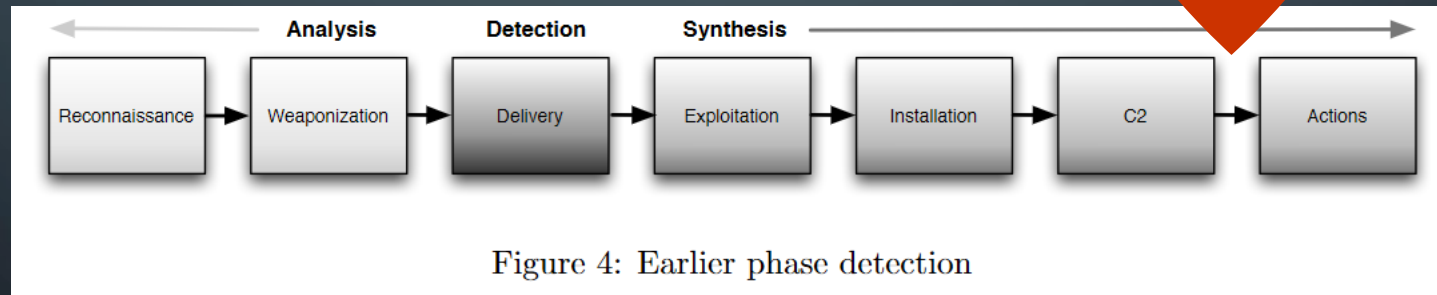 Analysis Detection Synthesis
Reconnaissance Weaponization Delivery Exploitation Installation C2 Actions
Figure 4: Earlier phase detection